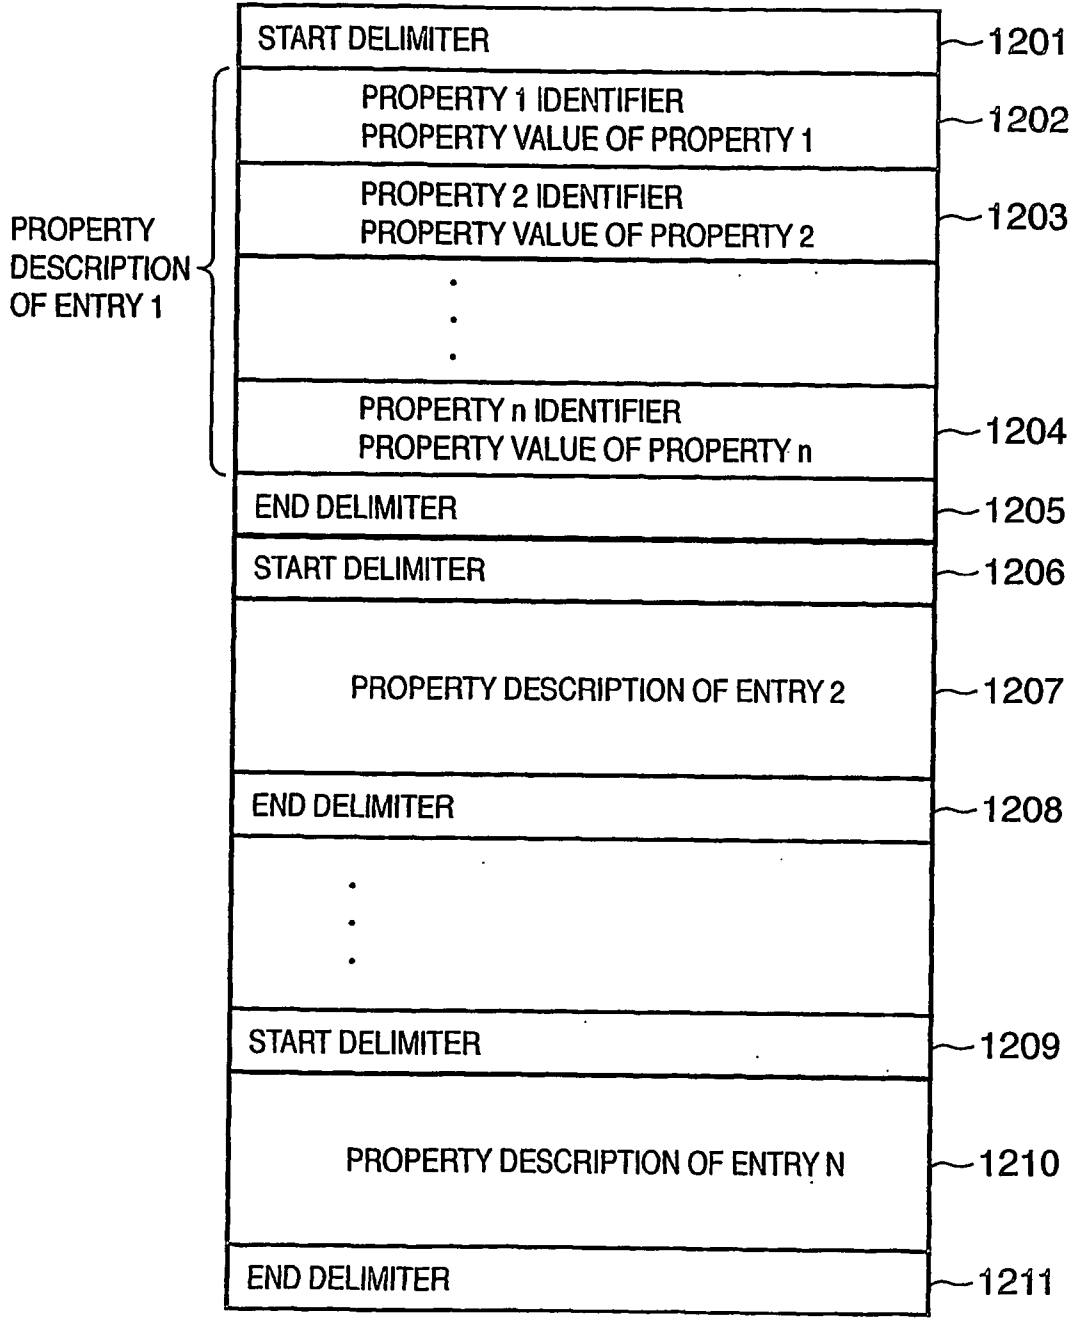 START DELIMITER
1201
PROPERTY 1 IDENTIFIER
PROPERTY VALUE OF PROPERTY 1
1202
PROPERTY 2 IDENTIFIER
PROPERTY VALUE OF PROPERTY 2
1203
PROPERTY
DESCRIPTION
OF ENTRY 1
PROPERTY n IDENTIFIER
PROPERTY VALUE OF PROPERTY n
1204
END DELIMITER
1205
START DELIMITER
1206
PROPERTY DESCRIPTION OF ENTRY 2
1207
END DELIMITER
1208
START DELIMITER
1209
PROPERTY DESCRIPTION OF ENTRY N
1210
END DELIMITER
1211